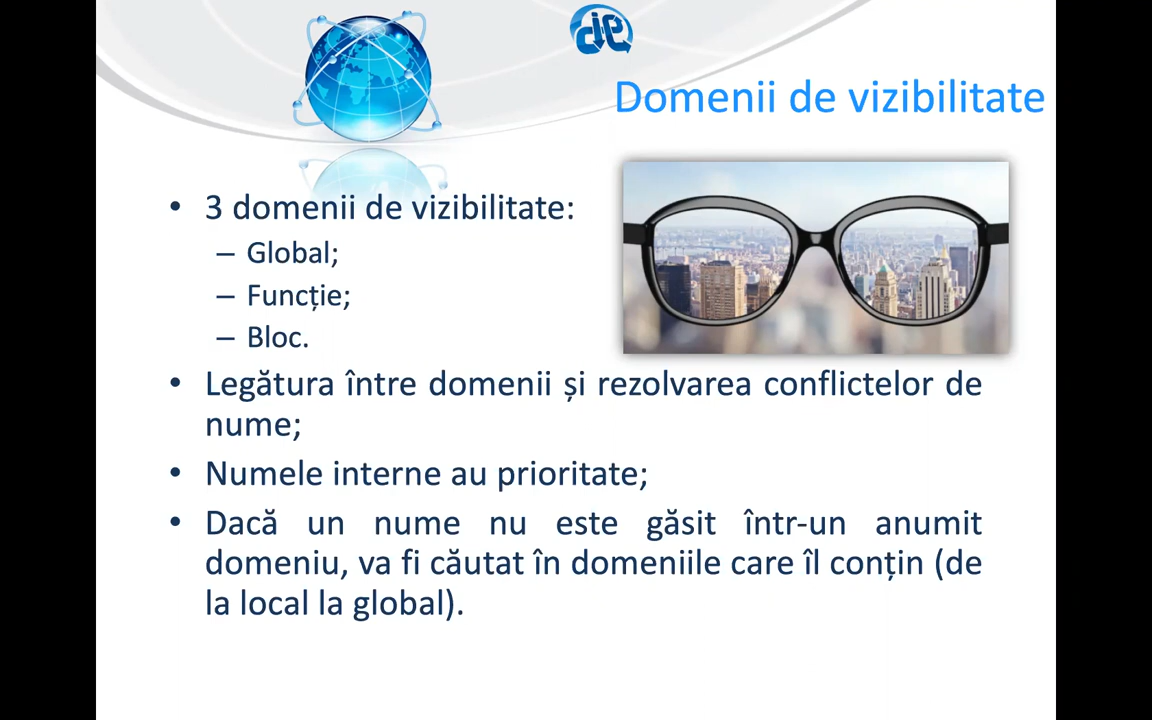 Domenii de vizibilitate
• 3 domenii de vizibilitate:
– Global;
– Funcție;
– Bloc.
• Legătura între domenii și rezolvarea conflictelor de
nume;
• Numele interne au prioritate;
• Dacă un nume nu este găsit într-un anumit
domeniu, va fi căutat în domeniile care îl conțin (de
la local la global).